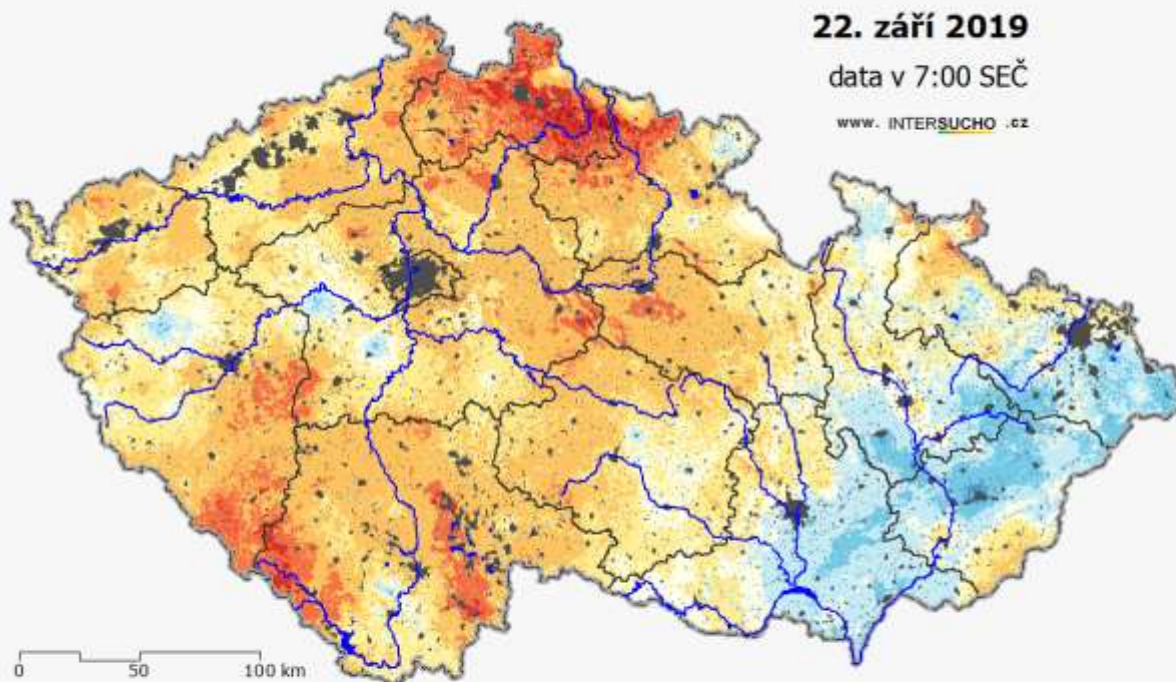 22. září 2019
data v 7:00 SEČ
www. INTERSUCHO .cz
0 50 100 km